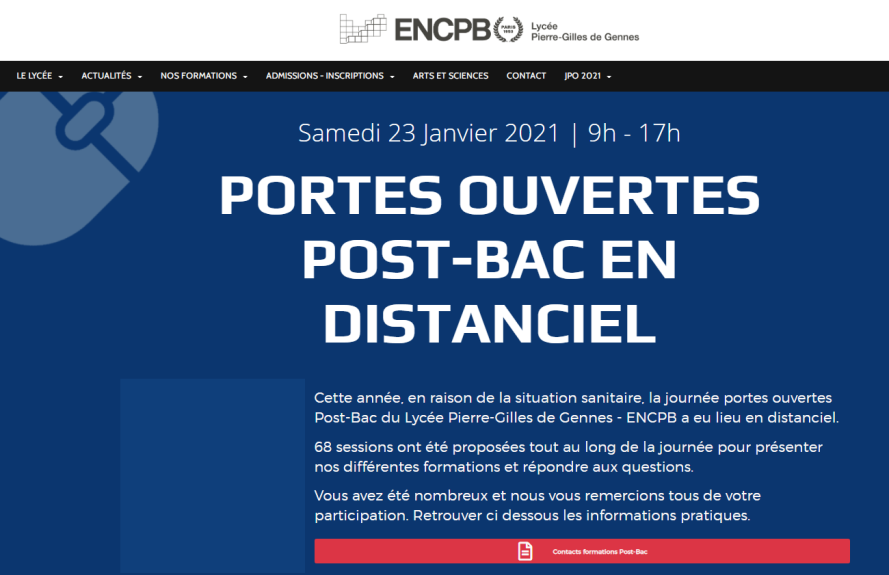 ENCPB
PARIS
1953
Lycée
Pierre-Gilles de Gennes
LE LYCÉE ACTUALITÉS NOS FORMATIONS ADMISSIONS - INSCRIPTIONS ARTS ET SCIENCES CONTACT JPO 2021
Samedi 23 Janvier 2021 | 9h - 17h
PORTES OUVERTES
POST-BAC EN
DISTANCIEL
Cette année, en raison de la situation sanitaire, la journée portes ouvertes
Post-Bac du Lycée Pierre-Gilles de Gennes - ENCPB a eu lieu en distanciel.
68 sessions ont été proposées tout au long de la journée pour présenter
nos différentes formations et répondre aux questions.
Vous avez été nombreux et nous vous remercions tous de votre
participation. Retrouver ci dessous les informations pratiques.
Contacts formations Post-Bac